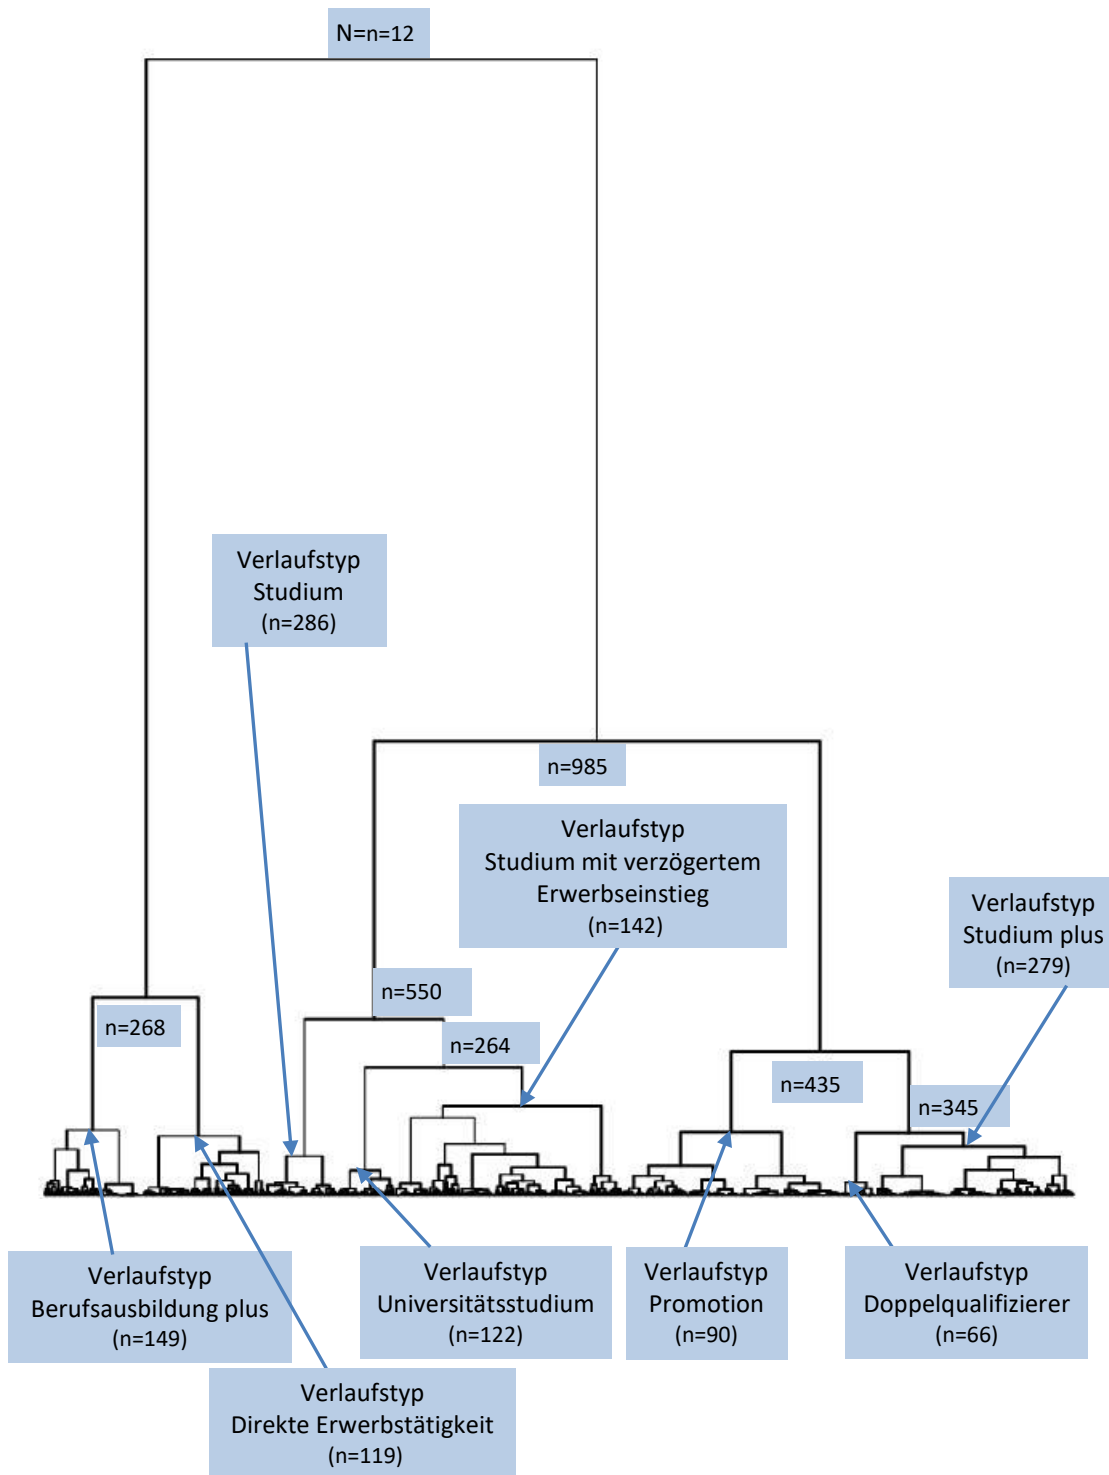 N=n=12
Verlaufstyp
Studium
(n=286)
n=985
Verlaufstyp
Studium mit verzögertem
Erwerbseinstieg
(n=142)
Verlaufstyp
Studium plus
(n=279)
n=550
n=268
n=264
n=435
n=345
Verlaufstyp
Berufsausbildung plus
(n=149)
Verlaufstyp
Universitätsstudium
(n=122)
Verlaufstyp
Promotion
(n=90)
Verlaufstyp
Doppelqualifizierer
(n=66)
Verlaufstyp
Direkte Erwerbstätigkeit
(n=119)